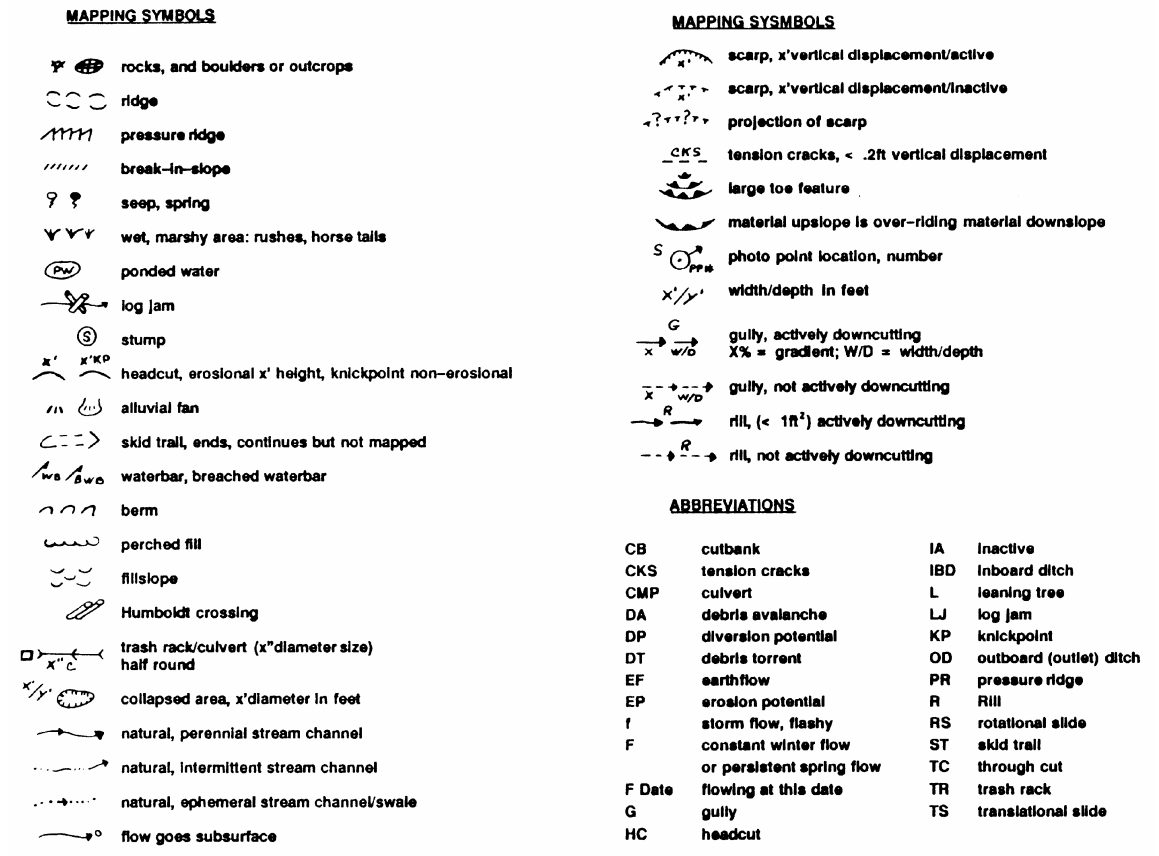 MAPPING SYMBOLS
rocks, and boulders or outcrops
ridge
pressure ridge
break-in-slope
seep, spring
wet, marshy area: rushes, horse tails
PW ponded water
log jam
S stump
x' x'KP
headcut, erosional x' height, knickpoint non-erosional
alluvial fan
skid trail, ends, continues but not mapped
WB BWB waterbar, breached waterbar
berm
perched fill
fillslope
Humboldt crossing
trash rack/culvert (x"diameter size)
x"C half round
x'/y' collapsed area, x'diameter in feet
natural, perennial stream channel
natural, intermittent stream channel
natural, ephemeral stream channel/swale
flow goes subsurface
MAPPING SYSMBOLS
x' scarp, x'vertical displacement/active
x' scarp, x'vertical displacement/inactive
? ? projection of scarp
CKS tension cracks, < .2ft vertical displacement
large toe feature
material upslope is over-riding material downslope
S PP# photo point location, number
x'/y' width/depth in feet
G gully, actively downcutting
X W/D X% = gradient; W/D = width/depth
X W/D gully, not actively downcutting
R rill, (< 1ft²) actively downcutting
R rill, not actively downcutting
ABBREVIATIONS
CB cutbank
CKS tension cracks
CMP culvert
DA debris avalanche
DP diversion potential
DT debris torrent
EF earthflow
EP erosion potential
f storm flow, flashy
F constant winter flow
or persistent spring flow
F Date flowing at this date
G gully
HC headcut
IA Inactive
IBD Inboard ditch
L leaning tree
LJ log jam
KP knickpoint
OD outboard (outlet) ditch
PR pressure ridge
R Rill
RS rotational slide
ST skid trail
TC through cut
TR trash rack
TS translational slide